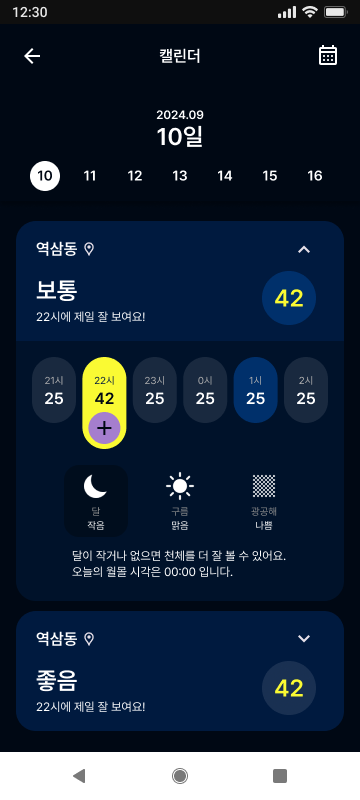 12:30
캘린더
2024.09
10일
10 11 12 13 14 15 16
역삼동
보통
42
22시에 제일 잘 보여요!
21시 22시 23시 0시 1시 2시
25 42 25 25 25 25
달 구름 광공해
작음 맑음 나쁨
달이 작거나 없으면 천체를 더 잘 볼 수 있어요.
오늘의 월몰 시각은 00:00 입니다.
역삼동
좋음
42
22시에 제일 잘 보여요!